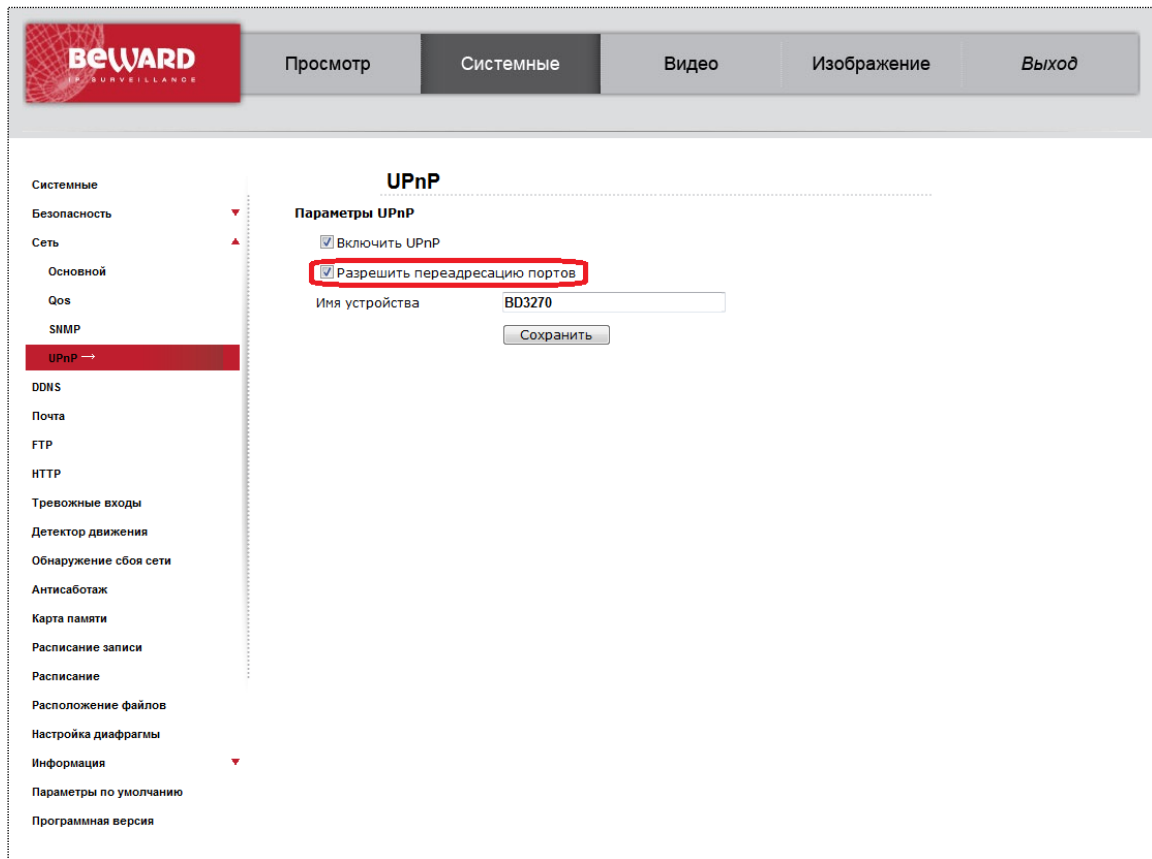 BEWARD
IP SURVEILLANCE
Просмотр
Системные
Видео
Изображение
Выход
Системные
Безопасность
Сеть
Основной
Qos
SNMP
UPnP →
DDNS
Почта
FTP
HTTP
Тревожные входы
Детектор движения
Обнаружение сбоя сети
Антисаботаж
Карта памяти
Расписание записи
Расписание
Расположение файлов
Настройка диафрагмы
Информация
Параметры по умолчанию
Программная версия
UPnP
Параметры UPnP
Включить UPnP
Разрешить переадресацию портов
Имя устройства BD3270
Сохранить